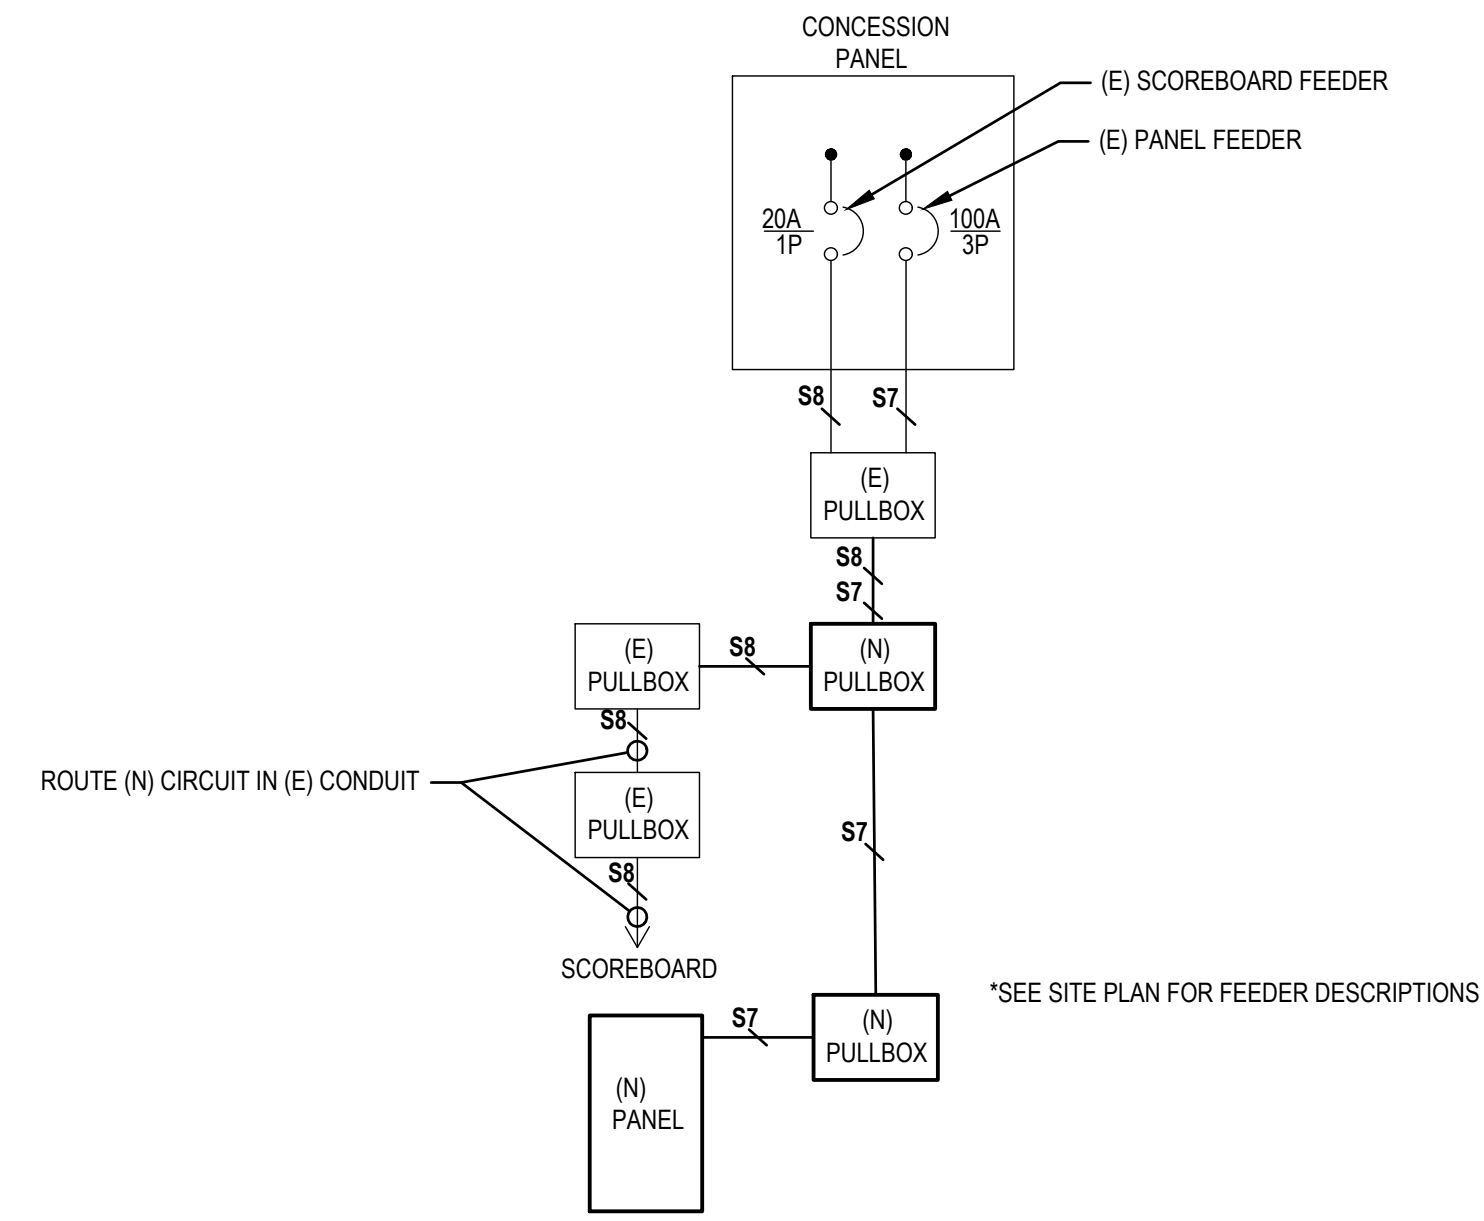 CONCESSION
PANEL
(E) SCOREBOARD FEEDER
(E) PANEL FEEDER
20A
1P
100A
3P
S8
S7
(E)
PULLBOX
S8
S7
(E)
PULLBOX
S8
(N)
PULLBOX
S8
ROUTE (N) CIRCUIT IN (E) CONDUIT
(E)
PULLBOX
S7
S8
SCOREBOARD
*SEE SITE PLAN FOR FEEDER DESCRIPTIONS
S7
(N)
PULLBOX
(N)
PANEL